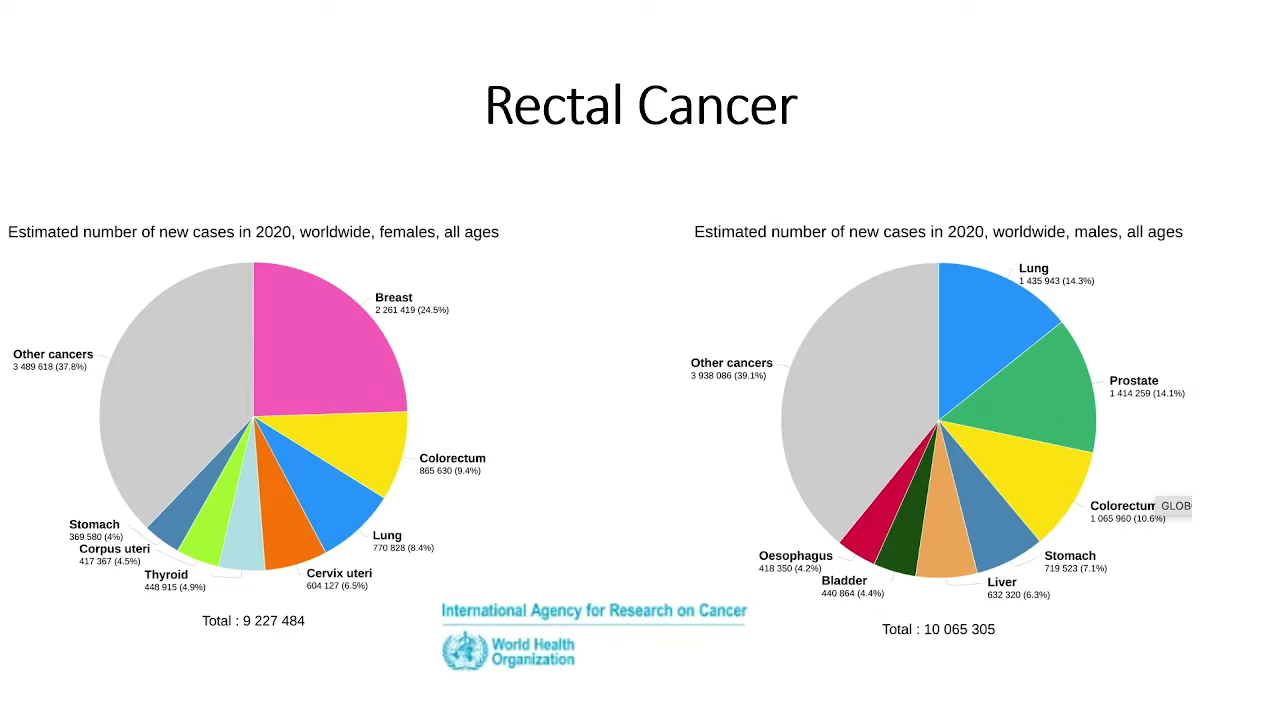 Rectal Cancer
Estimated number of new cases in 2020, worldwide, females, all ages
Breast
2 261 419 (24.5%)
Other cancers
3 489 618 (37.8%)
Colorectum
865 630 (9.4%)
Stomach
369 580 (4%)
Corpus uteri
417 367 (4.5%)
Lung
770 828 (8.4%)
Thyroid
448 915 (4.9%)
Cervix uteri
604 127 (6.5%)
Total : 9 227 484
Estimated number of new cases in 2020, worldwide, males, all ages
Lung
1 435 943 (14.3%)
Other cancers
3 938 086 (39.1%)
Prostate
1 414 259 (14.1%)
Colorectum
1 065 960 (10.6%)
Oesophagus
418 350 (4.2%)
Stomach
719 523 (7.1%)
Bladder
440 864 (4.4%)
Liver
632 320 (6.3%)
Total : 10 065 305
International Agency for Research on Cancer
World Health
Organization